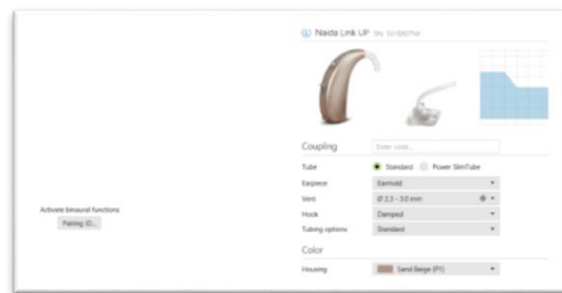 Naida Link UP
Coupling
Enter code...
Tube Standard Power SlimTube
Earpiece Earmold
Vent Ø 2.3 - 3.0 mm
Hook Damped
Activate binaural functions
Pairing ID...
Tubing options Standard
Color
Housing Sand Beige (P1)